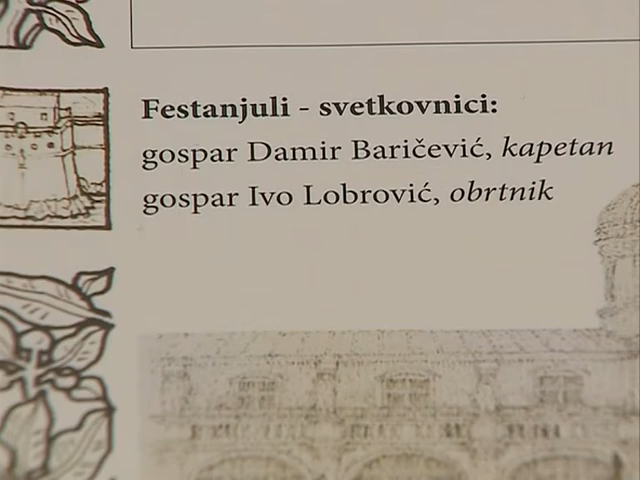 Festanjuli - svetkovnici:
gospar Damir Baričević, kapetan
gospar Ivo Lobrović, obrtnik